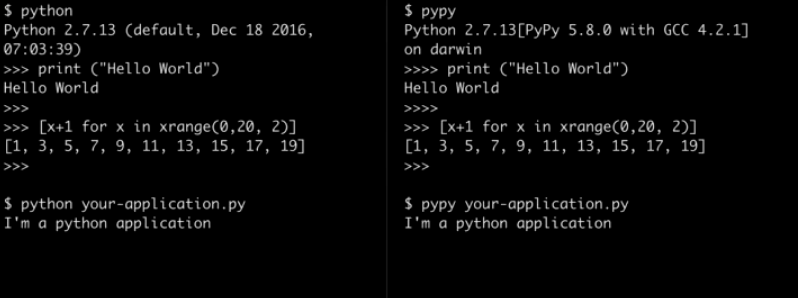 $ python
Python 2.7.13 (default, Dec 18 2016,
07:03:39)
>>> print ("Hello World")
Hello World
>>>
>>> [x+1 for x in xrange(0,20, 2)]
[1, 3, 5, 7, 9, 11, 13, 15, 17, 19]
>>>
$ python your-application.py
I'm a python application
$ pypy
Python 2.7.13[PyPy 5.8.0 with GCC 4.2.1]
on darwin
>>>> print ("Hello World")
Hello World
>>>>
>>> [x+1 for x in xrange(0,20, 2)]
[1, 3, 5, 7, 9, 11, 13, 15, 17, 19]
>>>
$ pypy your-application.py
I'm a python application